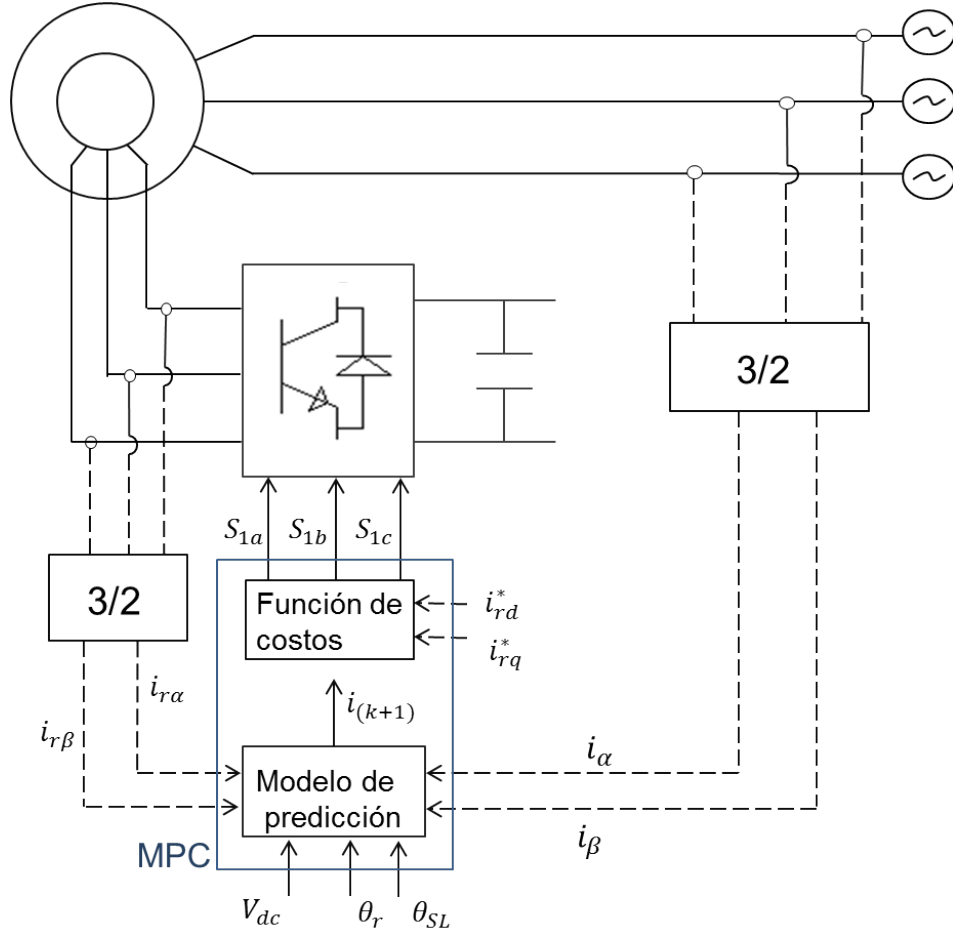 3/2
S₁ₐ
S₁b
S₁c
3/2
Función de
costos
i*rd
i*rq
irα
irβ
i(k+1)
iα
Modelo de
predicción
iβ
MPC
Vdc
θr
θSL